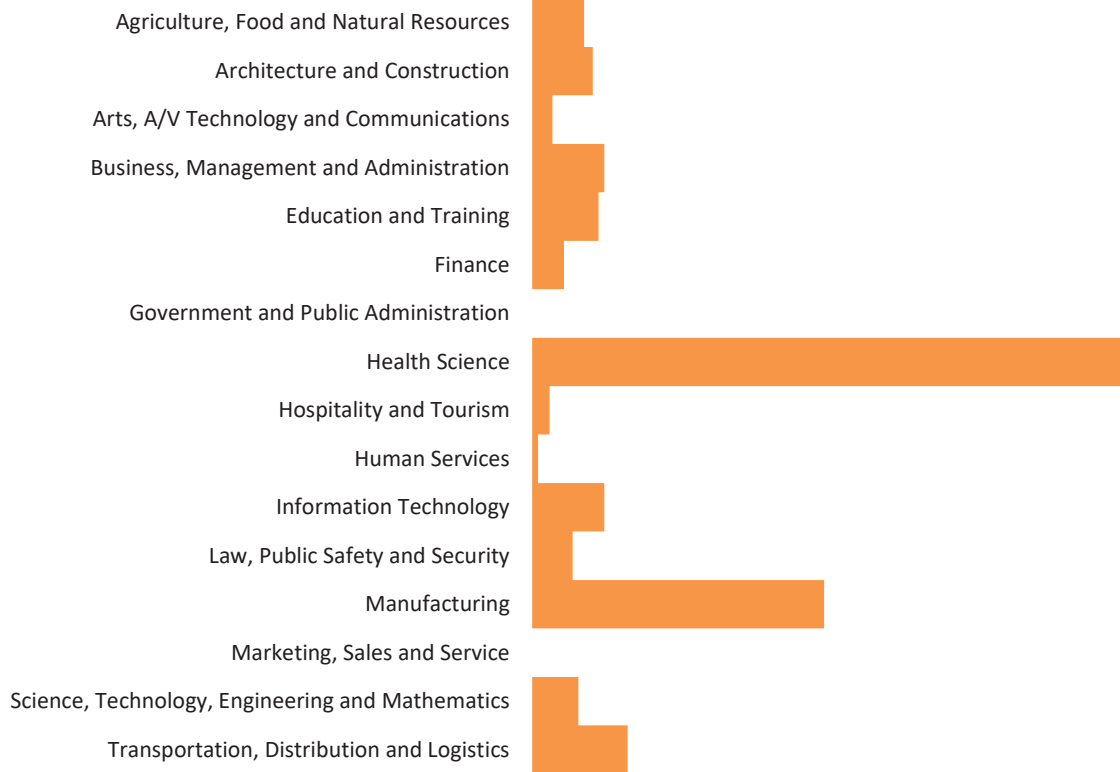 Agriculture, Food and Natural Resources
Architecture and Construction
Arts, A/V Technology and Communications
Business, Management and Administration
Education and Training
Finance
Government and Public Administration
Health Science
Hospitality and Tourism
Human Services
Information Technology
Law, Public Safety and Security
Manufacturing
Marketing, Sales and Service
Science, Technology, Engineering and Mathematics
Transportation, Distribution and Logistics